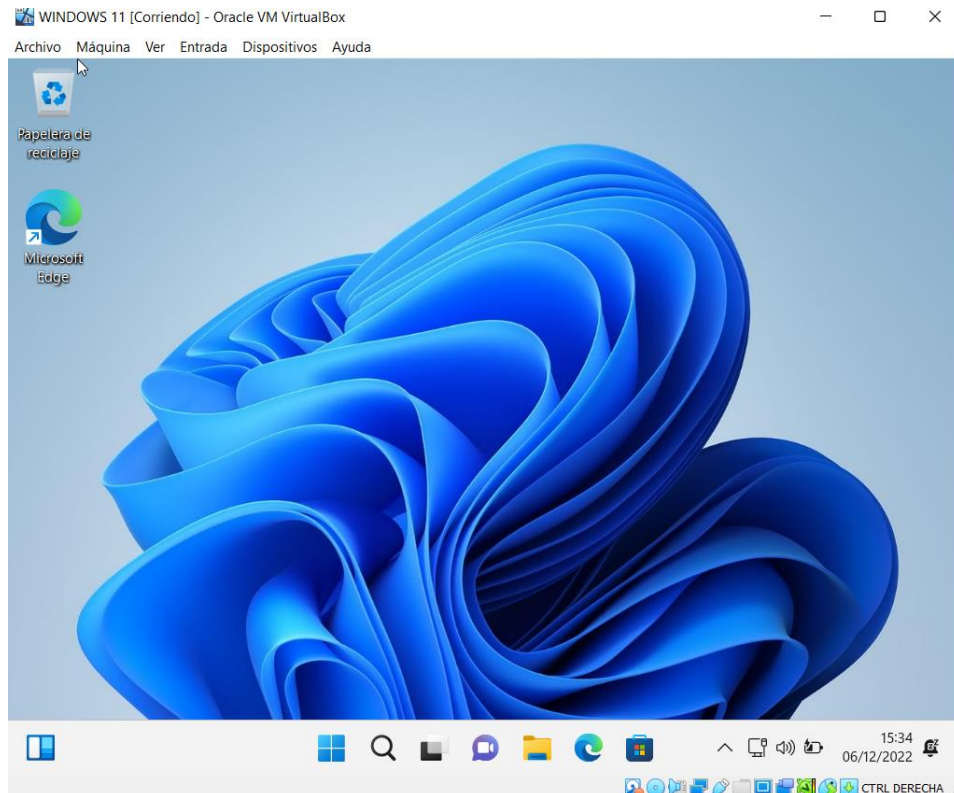 WINDOWS 11 [Corriendo] - Oracle VM VirtualBox
Archivo Máquina Ver Entrada Dispositivos Ayuda
Papelera de
reciclaje
Microsoft
Edge
15:34
06/12/2022
CTRL DERECHA